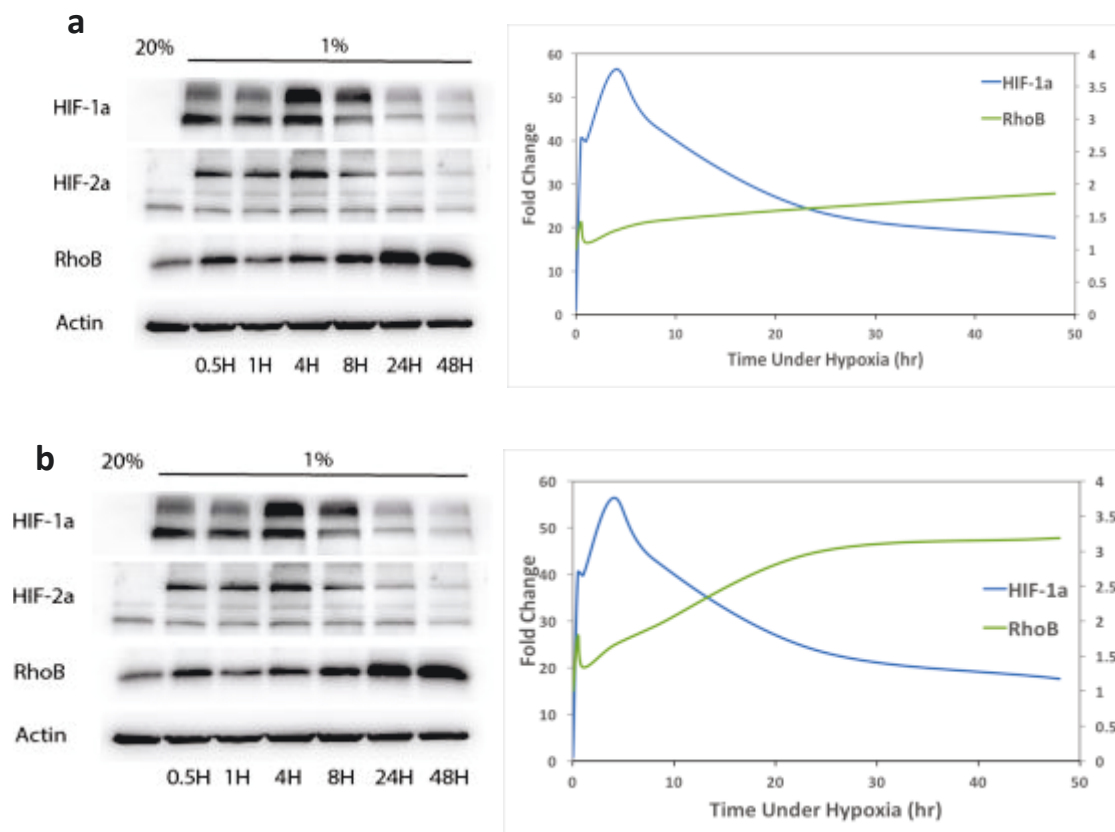 a
20%
1%
HIF-1a
HIF-2a
RhoB
Actin
0.5H 1H 4H 8H 24H 48H
60
50
40
30
20
10
0
Fold Change
4
3.5
3
2.5
2
1.5
1
0.5
0
HIF-1a
RhoB
0 10 20 30 40 50
Time Under Hypoxia (hr)
b
20%
1%
HIF-1a
HIF-2a
RhoB
Actin
0.5H 1H 4H 8H 24H 48H
60
50
40
30
20
10
0
Fold Change
4
3.5
3
2.5
2
1.5
1
0.5
0
HIF-1a
RhoB
0 10 20 30 40 50
Time Under Hypoxia (hr)